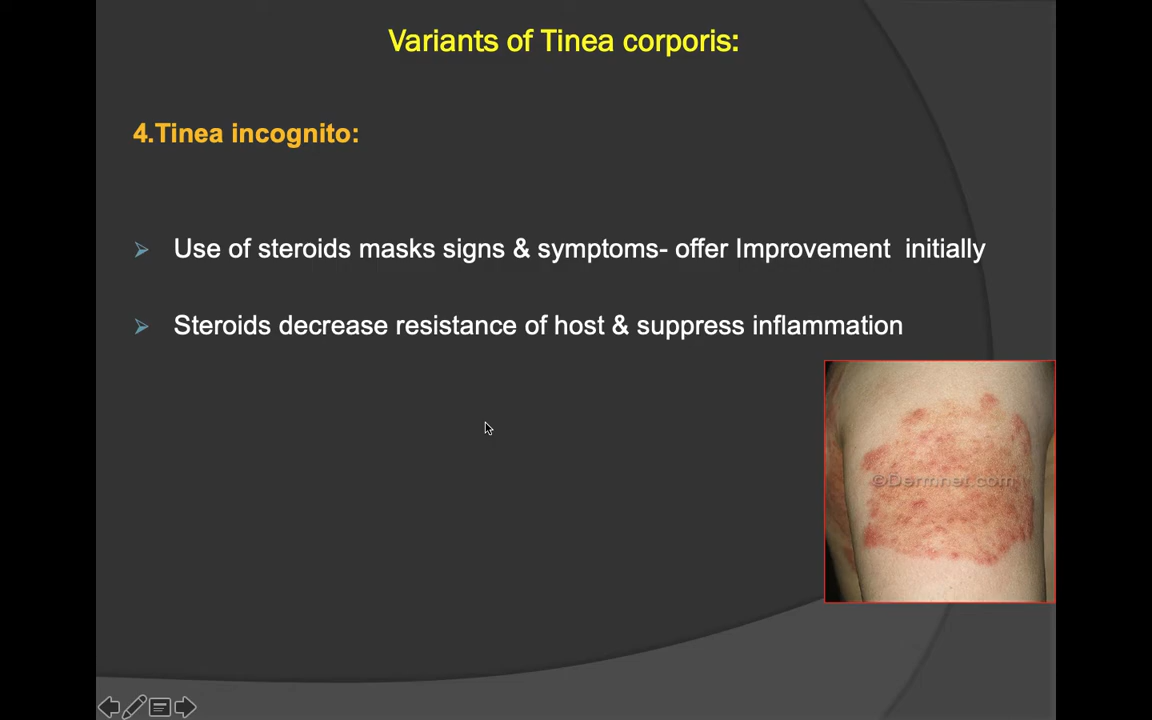 Variants of Tinea corporis:
4.Tinea incognito:
Use of steroids masks signs & symptoms- offer Improvement initially
Steroids decrease resistance of host & suppress inflammation
©Dermnet.com